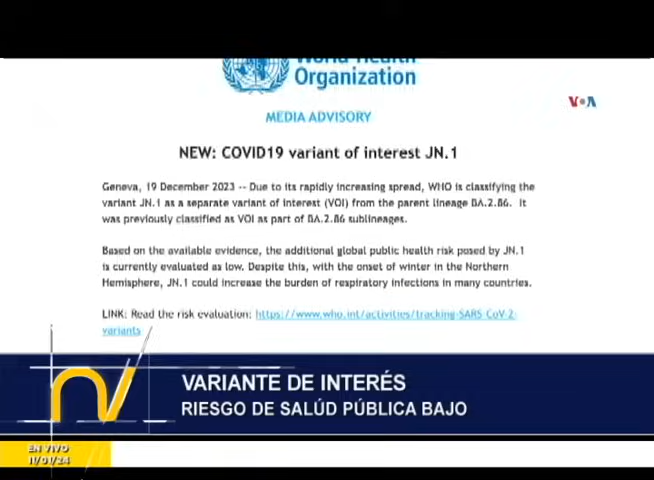 World Health
Organization
VOA
MEDIA ADVISORY
NEW: COVID19 variant of interest JN.1
Geneva, 19 December 2023 -- Due to its rapidly increasing spread, WHO is classifying the
variant JN.1 as a separate variant of interest (VOI) from the parent lineage BA.2.86. It
was previously classified as VOI as part of BA.2.86 sublineages.
Based on the available evidence, the additional global public health risk posed by JN.1
is currently evaluated as low. Despite this, with the onset of winter in the Northern
Hemisphere, JN.1 could increase the burden of respiratory infections in many countries.
LINK: Read the risk evaluation: https://www.who.int/activities/tracking-SARS-CoV-2-
variants
VARIANTE DE INTERÉS
RIESGO DE SALÚD PÚBLICA BAJO
EN VIVO
11/01/24